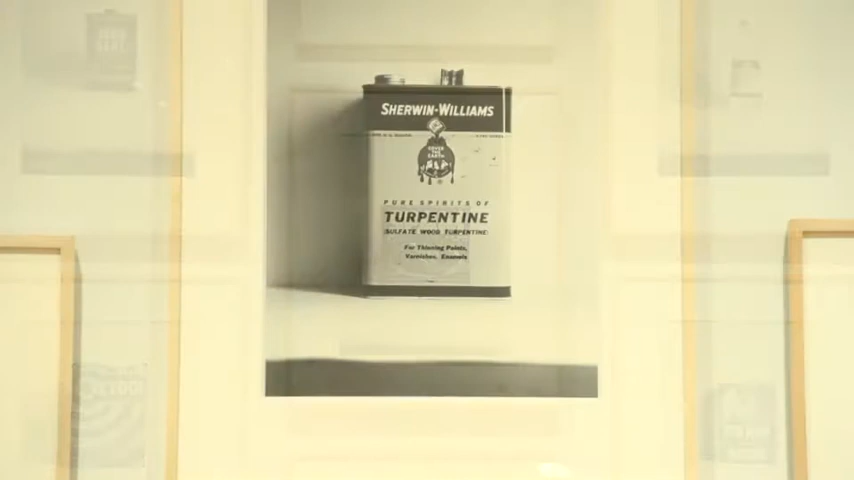 SHERWIN-WILLIAMS
COVER
THE
EARTH
PURE SPIRITS OF
TURPENTINE
(SULFATE WOOD TURPENTINE)
For Thinning Paints,
Varnishes, Enamels